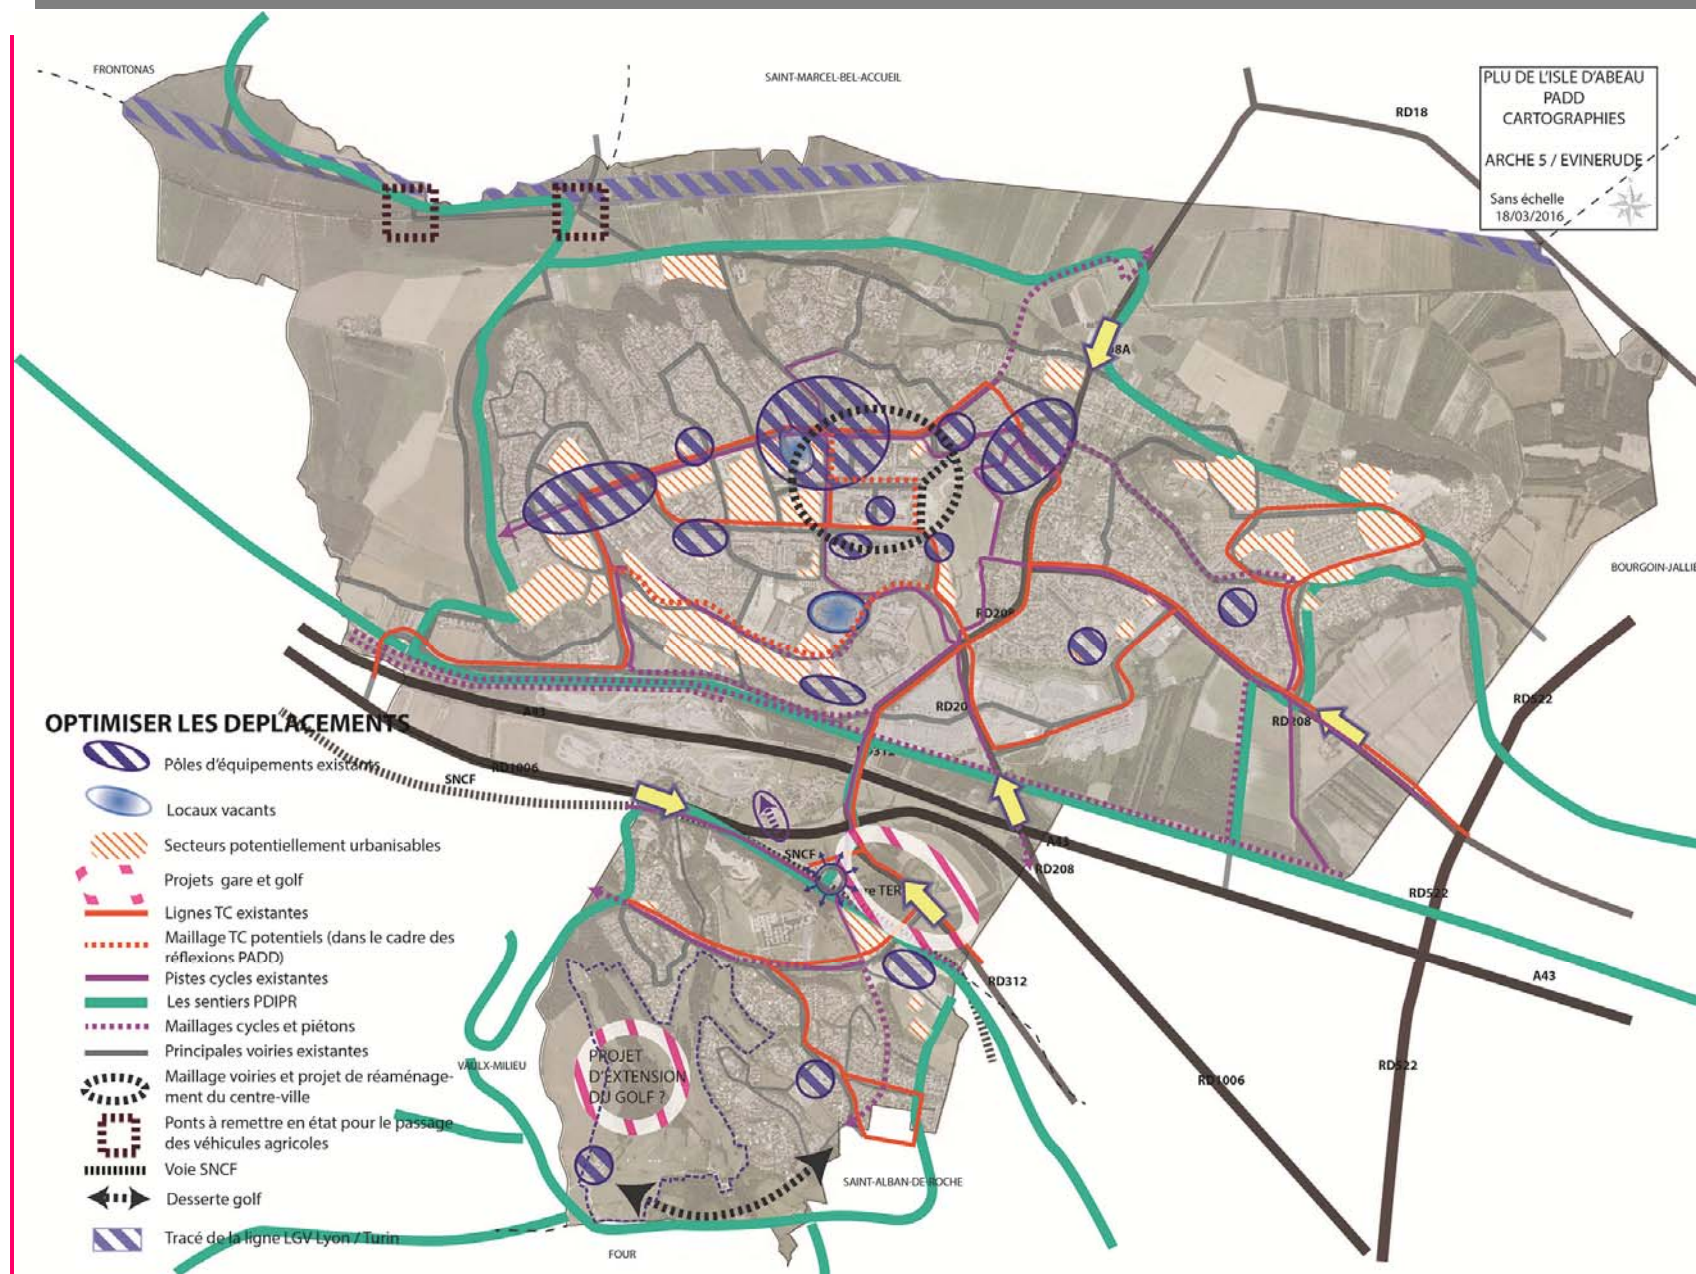 FRONTONAS
SAINT-MARCEL-BEL-ACCUEIL
PLU DE L'ISLE D'ABEAU
PADD
CARTOGRAPHIES
ARCHE 5 / EVINERUDE
Sans échelle
18/03/2016
RD18
8A
BOURGOIN-JALLIE
RD208
RD20
RD522
RD208
A43
RD312
RD1006
SNCF
SNCF
A43
RD208
RD522
re TER
A43
RD312
RD522
RD1006
VAULX-MILIEU
PROJET
D'EXTENSION
DU GOLF ?
SAINT-ALBAN-DE-ROCHE
FOUR
OPTIMISER LES DEPLACEMENTS
Pôles d'équipements existants
Locaux vacants
Secteurs potentiellement urbanisables
Projets gare et golf
Lignes TC existantes
Maillage TC potentiels (dans le cadre des
réflexions PADD)
Pistes cycles existantes
Les sentiers PDIPR
Maillages cycles et piétons
Principales voiries existantes
Maillage voiries et projet de réaménage-
ment du centre-ville
Ponts à remettre en état pour le passage
des véhicules agricoles
Voie SNCF
Desserte golf
Tracé de la ligne LGV Lyon / Turin